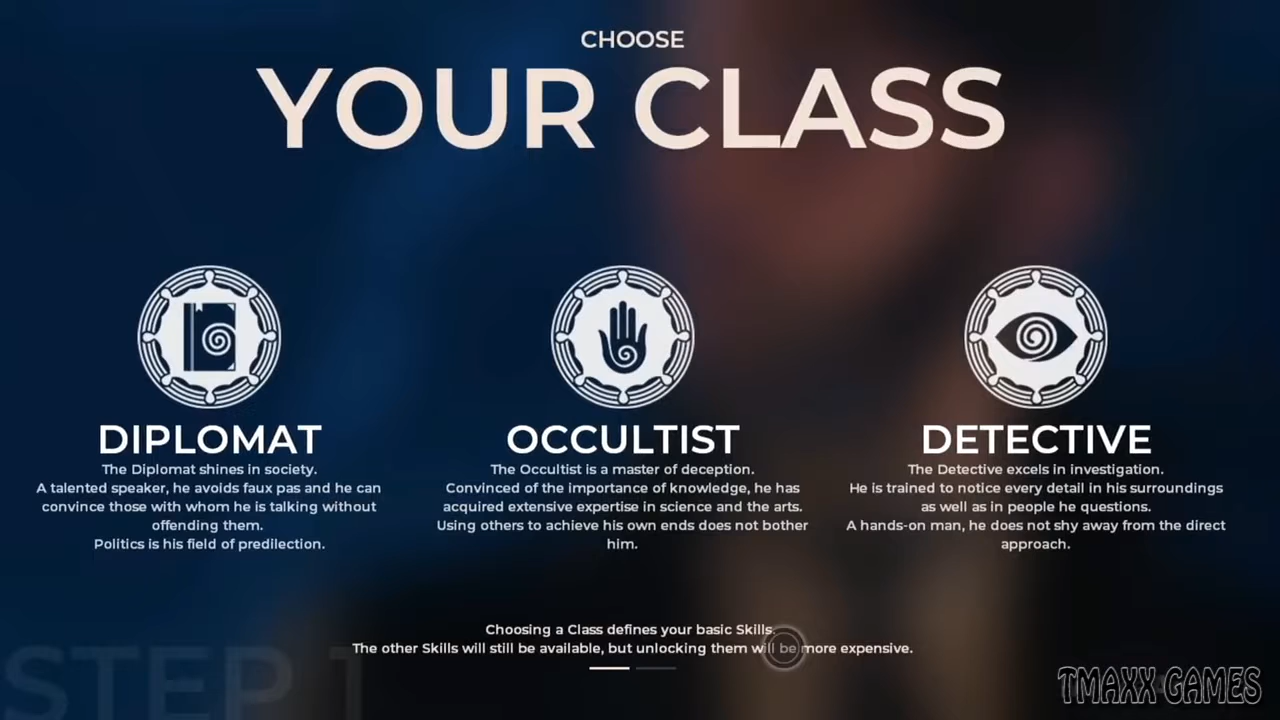 CHOOSE
YOUR CLASS
DIPLOMAT
The Diplomat shines in society.
A talented speaker, he avoids faux pas and he can
convince those with whom he is talking without
offending them.
Politics is his field of predilection.
OCCULTIST
The Occultist is a master of deception.
Convinced of the importance of knowledge, he has
acquired extensive expertise in science and the arts.
Using others to achieve his own ends does not bother
him.
DETECTIVE
The Detective excels in investigation.
He is trained to notice every detail in his surroundings
as well as in people he questions.
A hands-on man, he does not shy away from the direct
approach.
Choosing a Class defines your basic Skills.
The other Skills will still be available, but unlocking them will be more expensive.
STEP 1
TMAXX GAMES